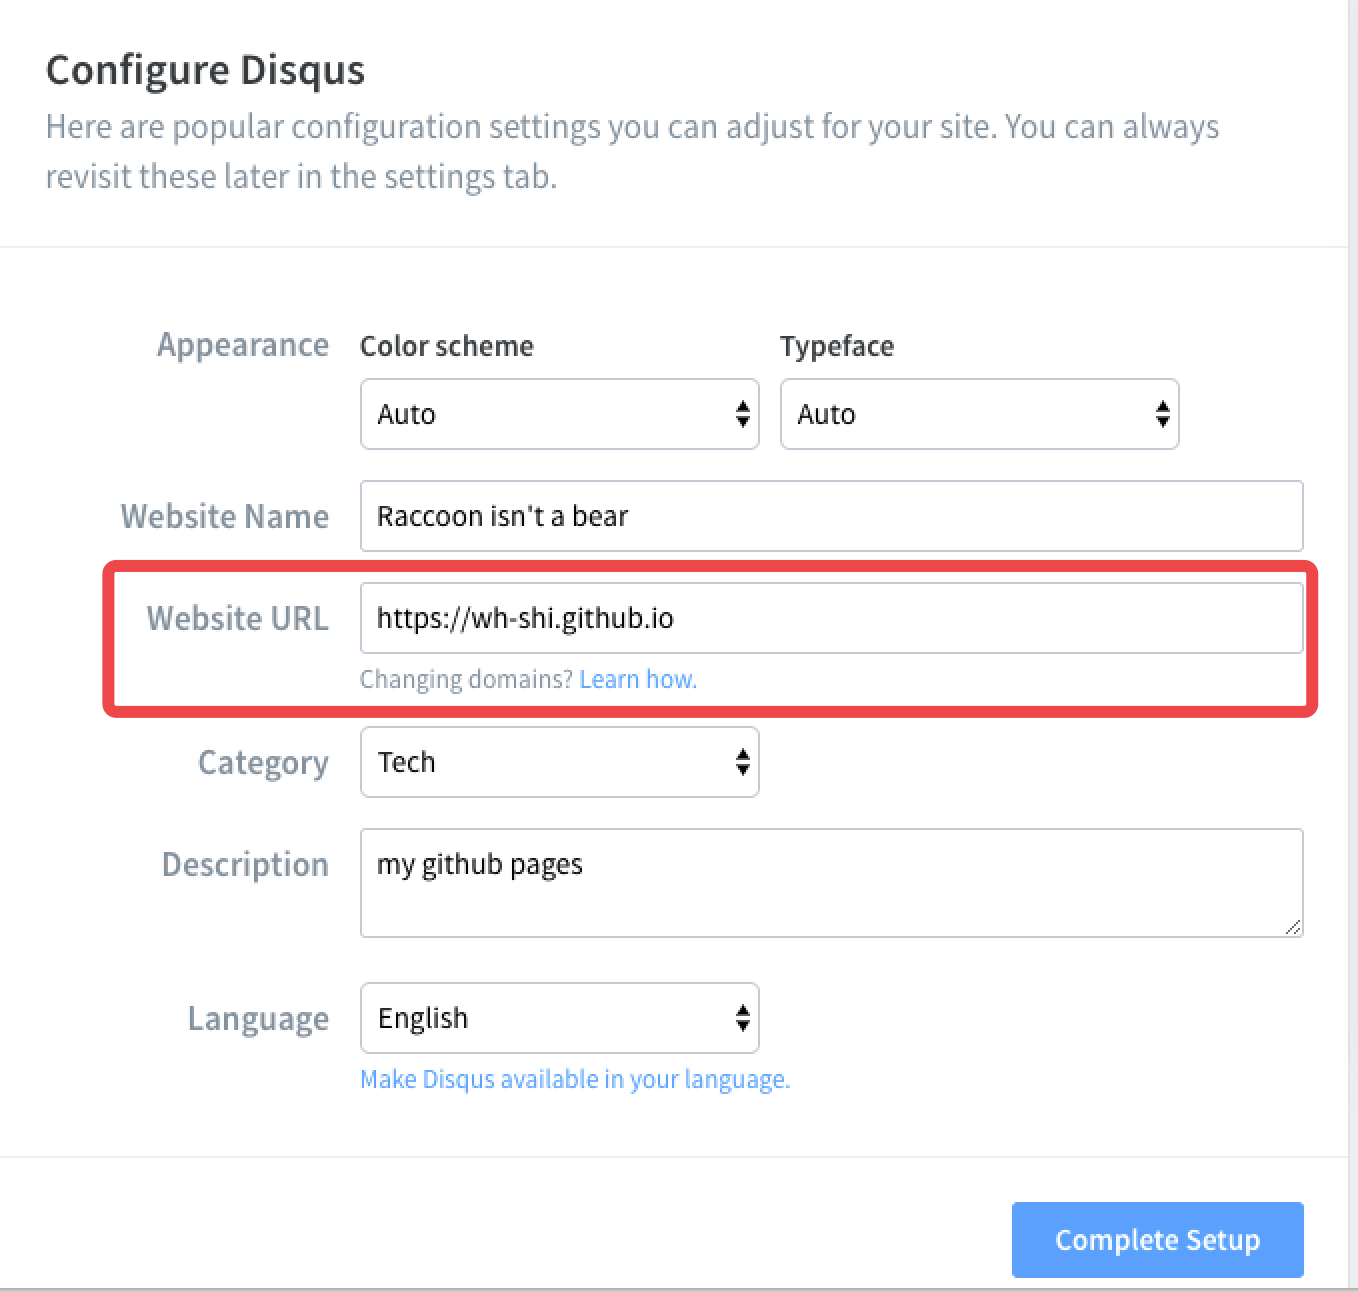 Configure Disqus
Here are popular configuration settings you can adjust for your site. You can always
revisit these later in the settings tab.
Appearance
Color scheme
Typeface
Auto
Auto
Website Name
Raccoon isn't a bear
Website URL
https://wh-shi.github.io
Changing domains? Learn how.
Category
Tech
Description
my github pages
Language
English
Make Disqus available in your language.
Complete Setup